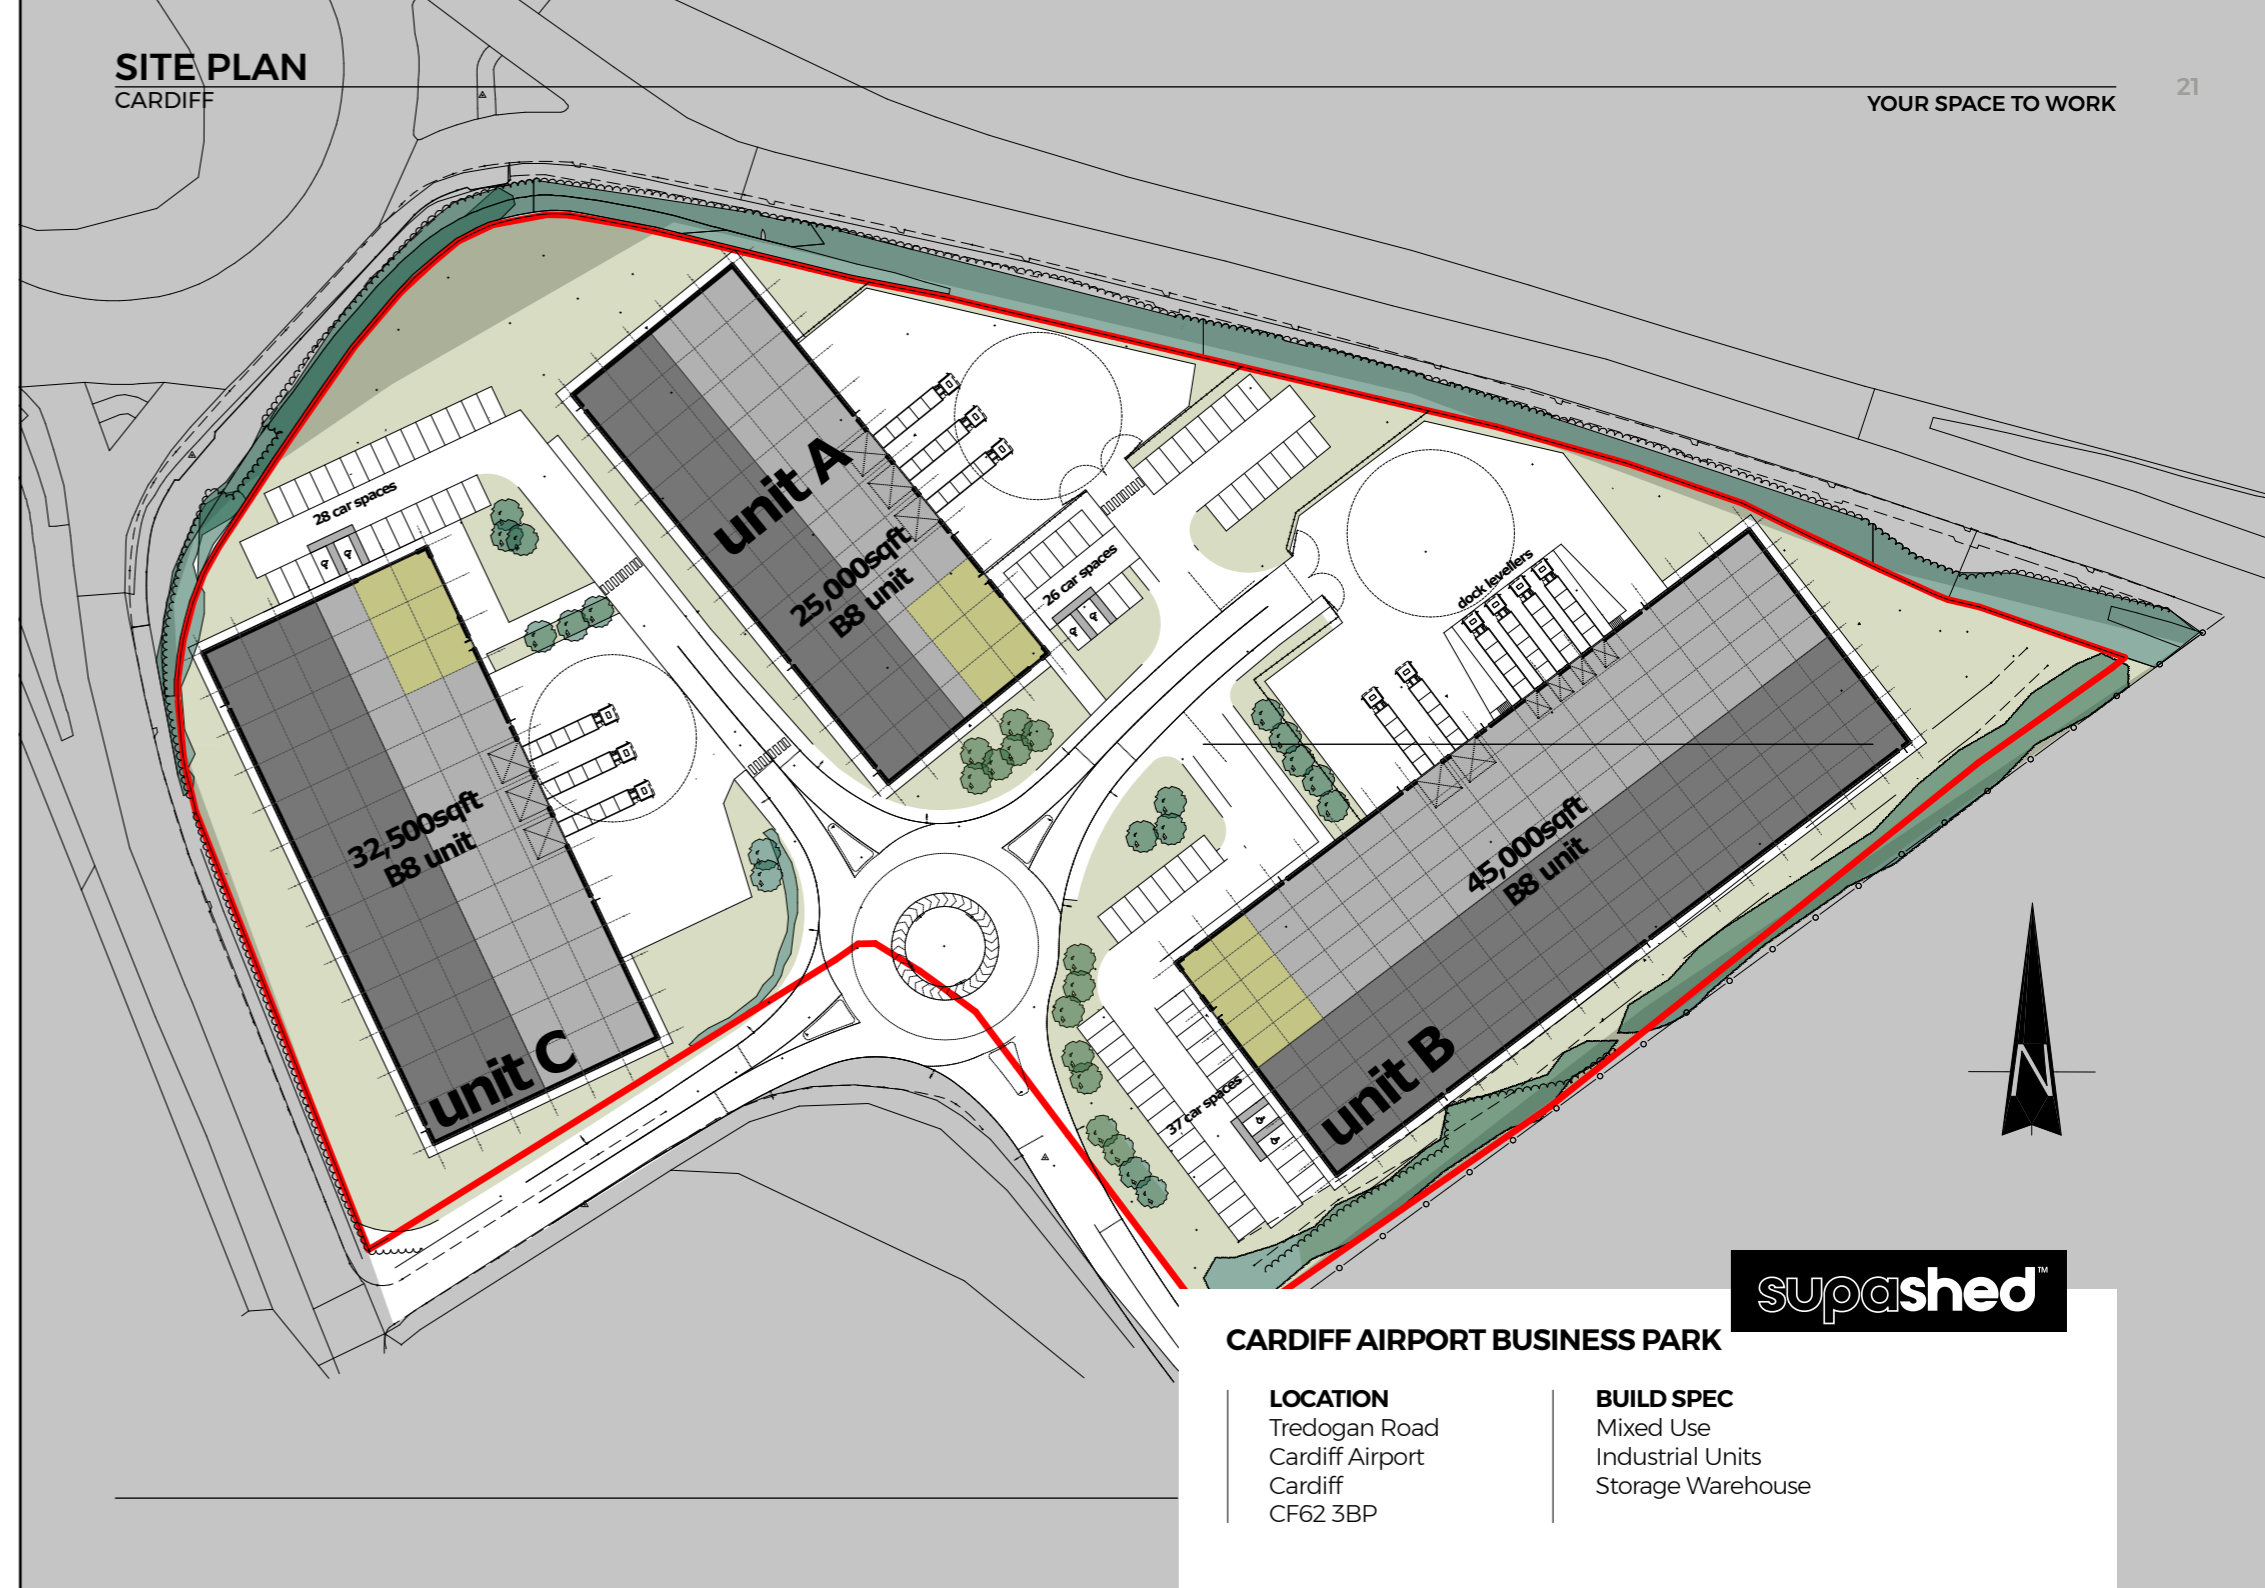 SITE PLAN
CARDIFF
YOUR SPACE TO WORK
21
unit A
25,000sqft
B8 unit
28 car spaces
26 car spaces
dock levellers
32,500sqft
B8 unit
unit C
45,000sqft
B8 unit
unit B
37 car spaces
N
supashed™
CARDIFF AIRPORT BUSINESS PARK
LOCATION
Tredogan Road
Cardiff Airport
Cardiff
CF62 3BP
BUILD SPEC
Mixed Use
Industrial Units
Storage Warehouse